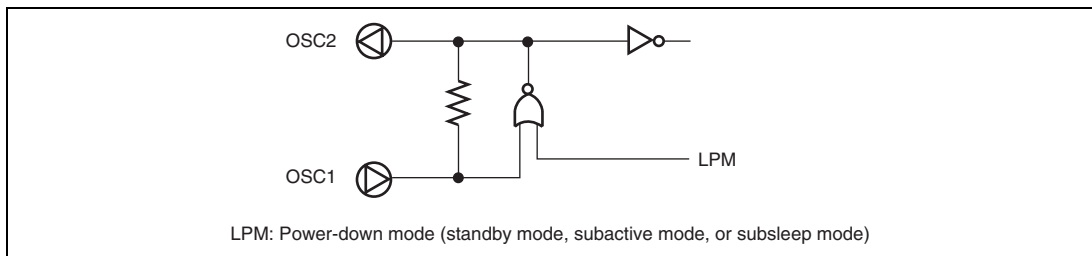 OSC2
OSC1
LPM
LPM: Power-down mode (standby mode, subactive mode, or subsleep mode)